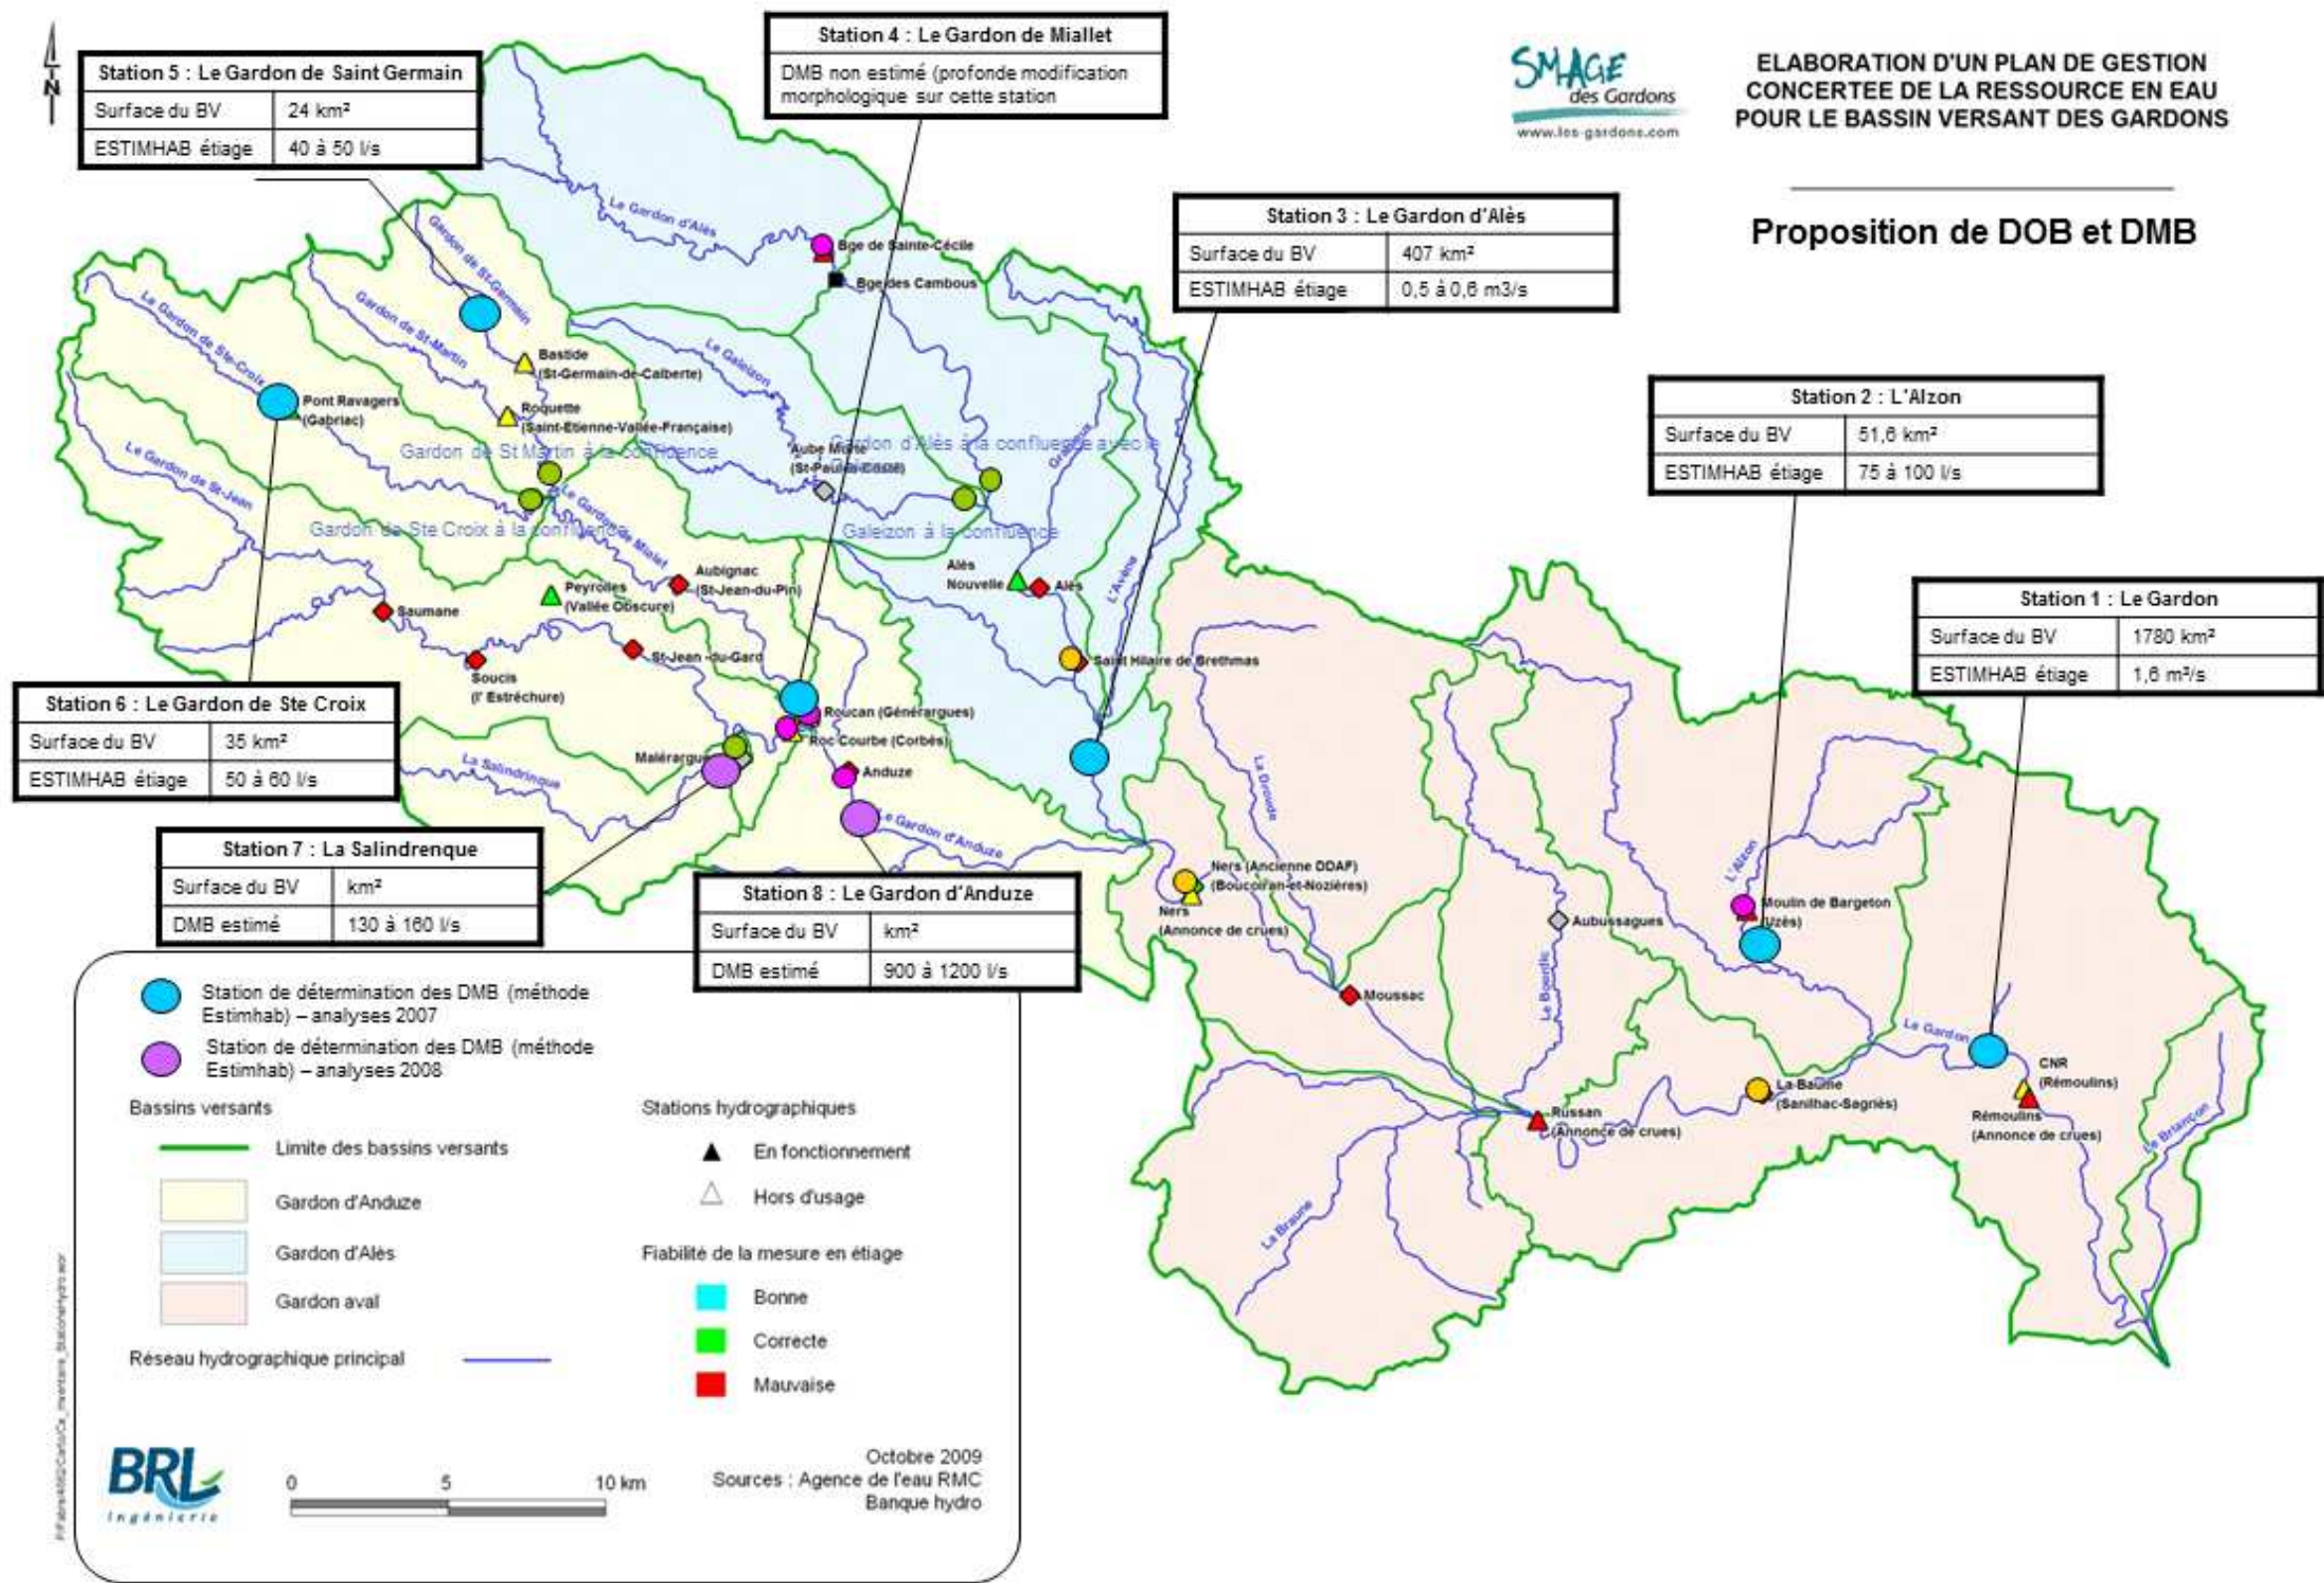 N
Station 5 : Le Gardon de Saint Germain
Surface du BV 24 km²
ESTIMHAB étiage 40 à 50 l/s
Station 4 : Le Gardon de Miallet
DMB non estimé (profonde modification
morphologique sur cette station
SMAGE
des Gardons
www.les-gardons.com
ELABORATION D'UN PLAN DE GESTION
CONCERTEE DE LA RESSOURCE EN EAU
POUR LE BASSIN VERSANT DES GARDONS
Proposition de DOB et DMB
Station 3 : Le Gardon d'Alès
Surface du BV 407 km²
ESTIMHAB étiage 0,5 à 0,6 m3/s
Station 2 : L'Alzon
Surface du BV 51,6 km²
ESTIMHAB étiage 75 à 100 l/s
Station 1 : Le Gardon
Surface du BV 1780 km²
ESTIMHAB étiage 1,6 m³/s
Le Gardon d'Alès
Bge de Sainte-Cécile
Bge des Cambous
Gardon de St-Germain
Gardon de St-Martin
Le Gardon de Ste-Croix
Le Galeizon
Bastide
(St-Germain-de-Calberte)
Pont Ravagers
(Gabriac)
Roquette
(Saint-Etienne-Vallée-Française)
Gardon de St Martin à la confluence
Aube Morte
Gardon d'Alès à la confluence avec le
Le Gardon de St-Jean
Le Gardon de Mialet
Gardon de Ste Croix à la confluence
Galeizon à la confluence
L'Avène
Alès
Nouvelle
Alès
Aubignac
(St-Jean-du-Pin)
Peyrolles
(Vallée Obscure)
Saumane
St-Jean -du-Gard
Soucis
(l' Estréchure)
Saint Hilaire de Brethmas
Station 6 : Le Gardon de Ste Croix
Surface du BV 35 km²
ESTIMHAB étiage 50 à 60 l/s
Roucan (Générargues)
Roc Courbe (Corbès)
La Salindrinque
Anduze
Le Gardon d'Anduze
La Droude
Station 7 : La Salindrenque
Surface du BV km²
DMB estimé 130 à 160 l/s
Station 8 : Le Gardon d'Anduze
Surface du BV km²
DMB estimé 900 à 1200 l/s
Ners (Ancienne DDAF)
(Boucoiran-et-Nozières)
Ners
(Annonce de crues)
L'Alzon
Moulin de Bargeton
(Uzès)
Aubussagues
Le Bourdic
Moussac
Le Gardon
CNR
(Rémoulins)
Rémoulins
(Annonce de crues)
La Baume
(Sanilhac-Sagriès)
Russan
(Annonce de crues)
Le Briançon
La Braune
Station de détermination des DMB (méthode
Estimhab) – analyses 2007
Station de détermination des DMB (méthode
Estimhab) – analyses 2008
Bassins versants
Limite des bassins versants
Gardon d'Anduze
Gardon d'Alès
Gardon aval
Réseau hydrographique principal
Stations hydrographiques
En fonctionnement
Hors d'usage
Fiabilité de la mesure en étiage
Bonne
Correcte
Mauvaise
BRL
Ingénierie
0 5 10 km
Octobre 2009
Sources : Agence de l'eau RMC
Banque hydro